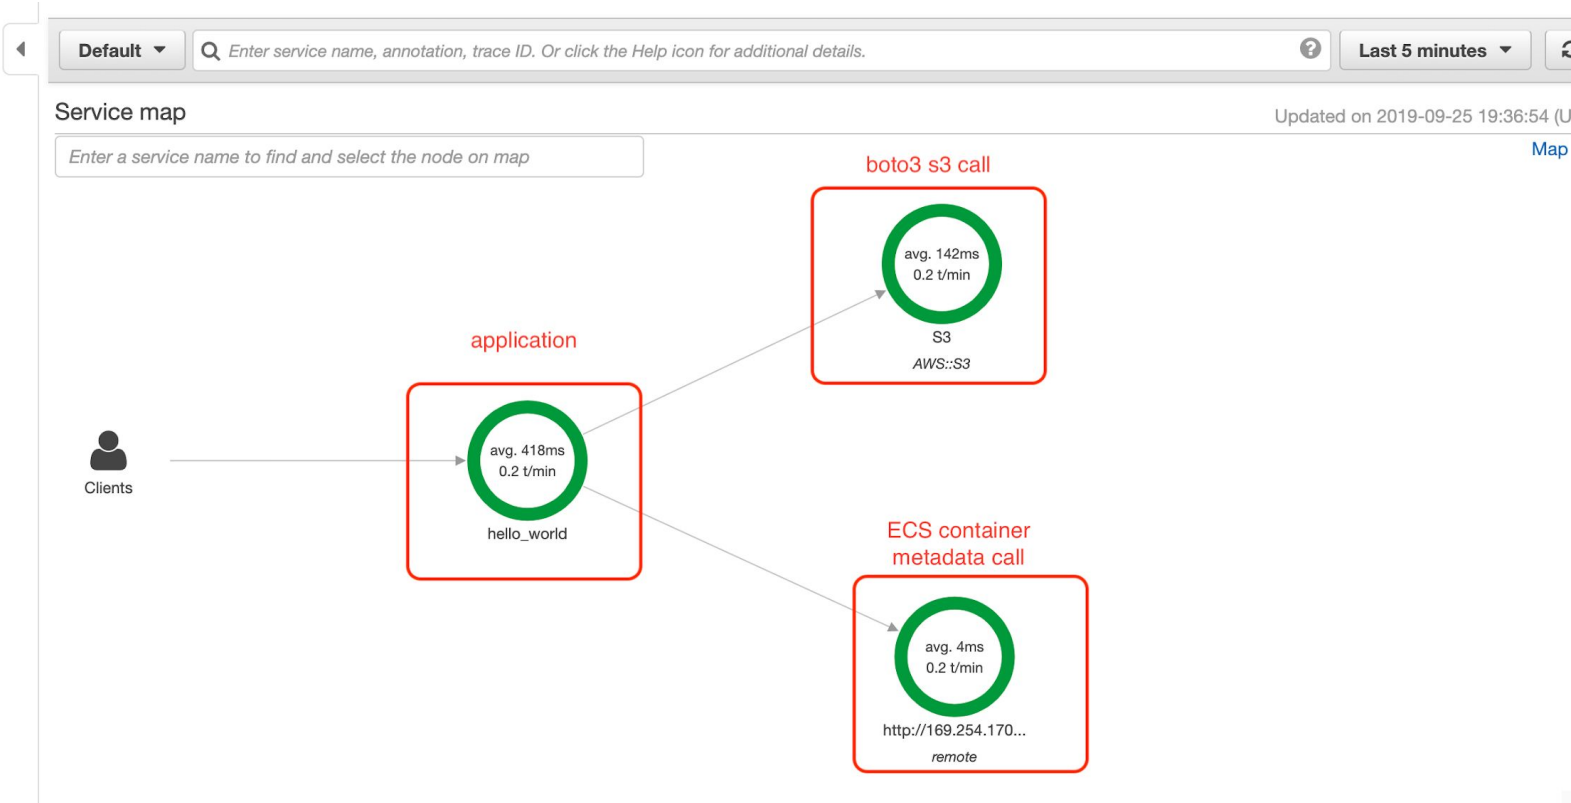 Default
Enter service name, annotation, trace ID. Or click the Help icon for additional details.
?
Last 5 minutes
Service map
Updated on 2019-09-25 19:36:54 (U
Enter a service name to find and select the node on map
Map
boto3 s3 call
avg. 142ms
0.2 t/min
S3
AWS::S3
application
avg. 418ms
0.2 t/min
hello_world
Clients
ECS container
metadata call
avg. 4ms
0.2 t/min
http://169.254.170...
remote